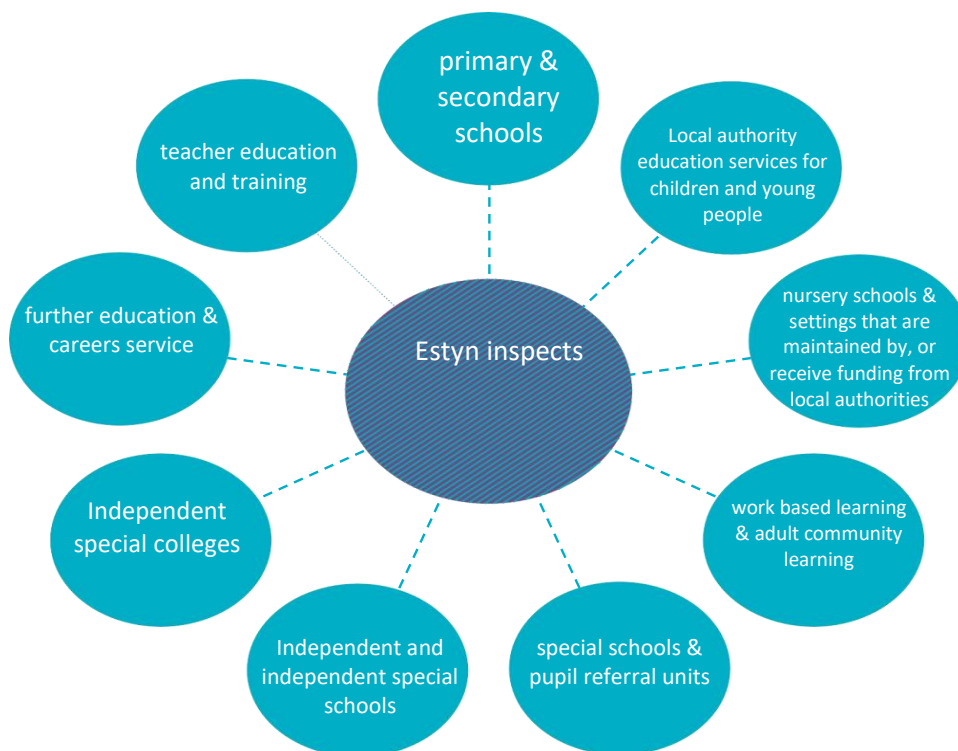 primary &
secondary
schools
Local authority
education services for
children and young
people
nursery schools &
settings that are
maintained by, or
receive funding from
local authorities
work based learning
& adult community
learning
special schools &
pupil referral units
Independent and
independent special
schools
Independent
special colleges
further education &
careers service
teacher education
and training
Estyn inspects